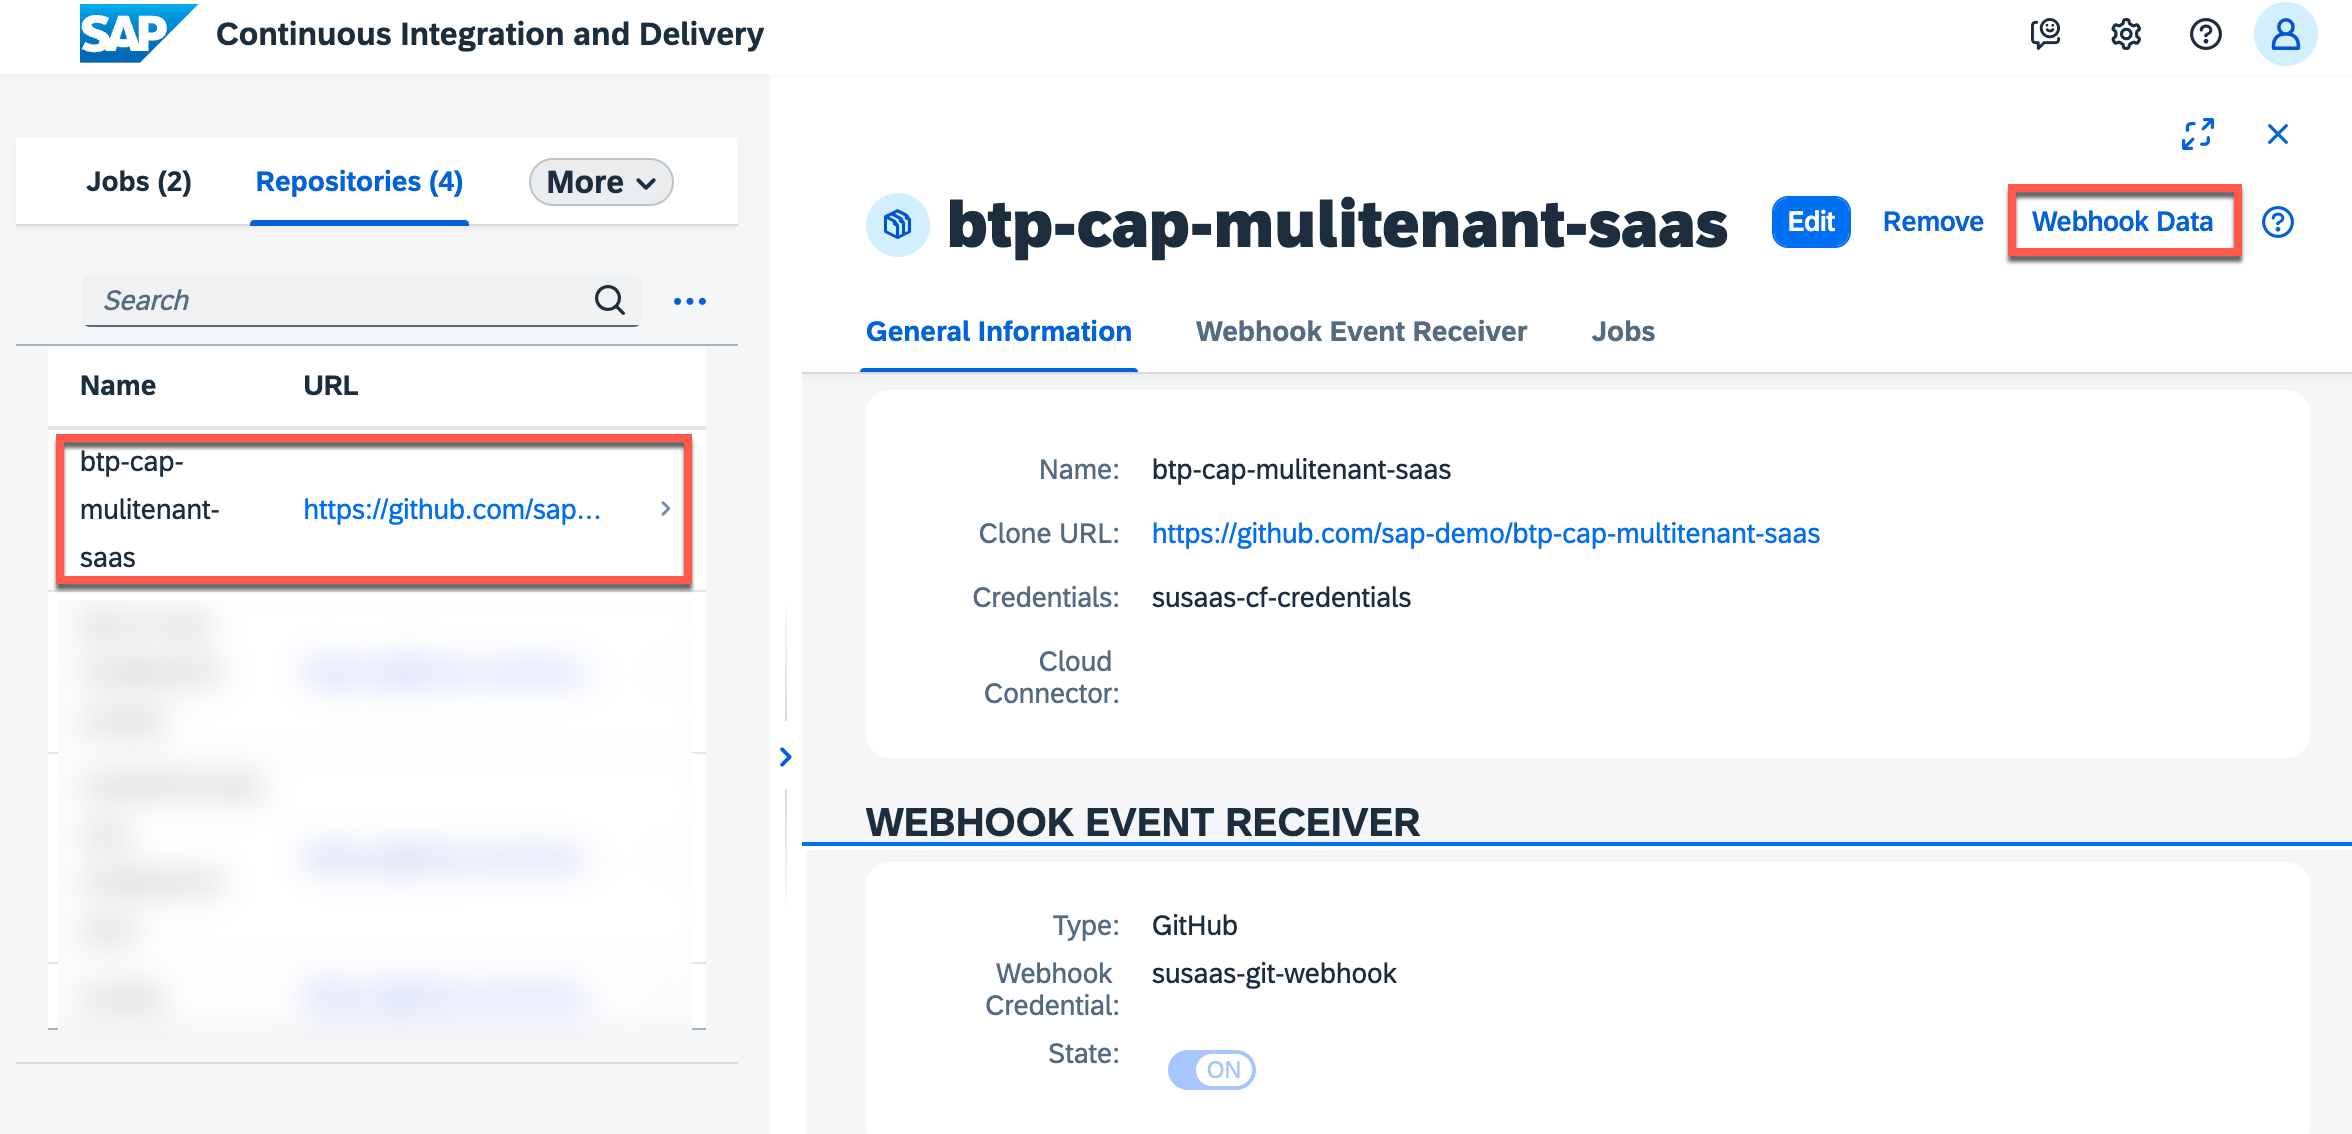 SAP Continuous Integration and Delivery
Jobs (2) Repositories (4) More
Search
Name URL
btp-cap-
mulitenant- https://github.com/sap...
saas
btp-cap-mulitenant-saas Edit Remove Webhook Data
General Information Webhook Event Receiver Jobs
Name: btp-cap-mulitenant-saas
Clone URL: https://github.com/sap-demo/btp-cap-multitenant-saas
Credentials: susaas-cf-credentials
Cloud
Connector:
WEBHOOK EVENT RECEIVER
Type: GitHub
Webhook susaas-git-webhook
Credential:
State: ON